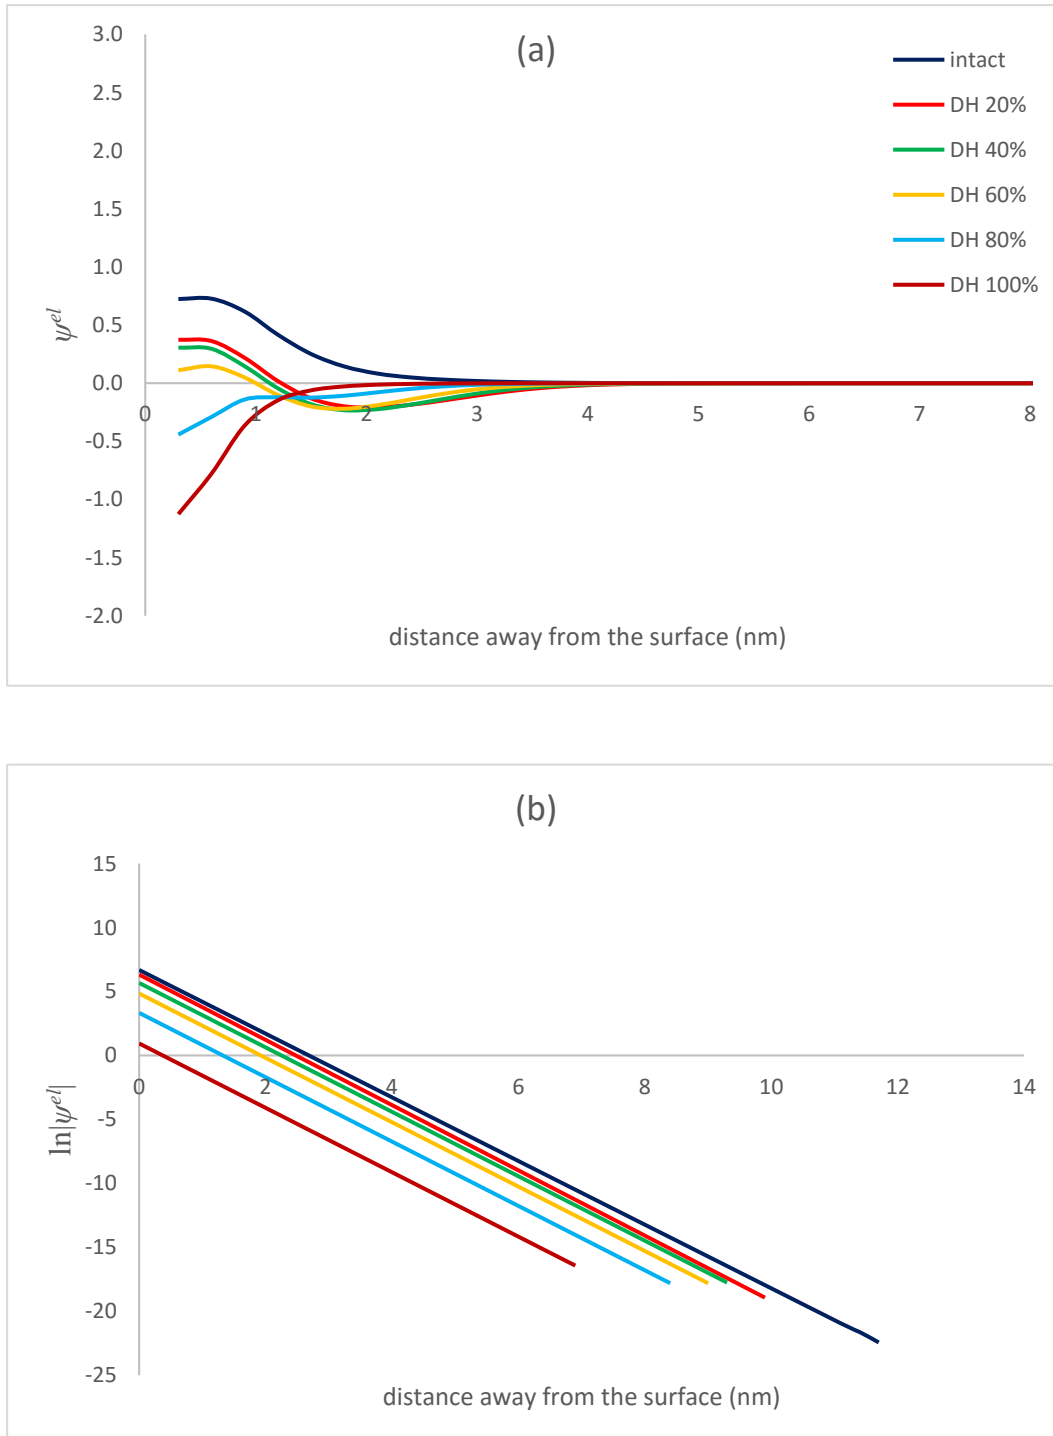 (a)
3.0
2.5
2.0
1.5
1.0
0.5
0.0
-0.5
-1.0
-1.5
-2.0
ψ^el
0 1 2 3 4 5 6 7 8
distance away from the surface (nm)
intact
DH 20%
DH 40%
DH 60%
DH 80%
DH 100%
(b)
15
10
5
0
-5
-10
-15
-20
-25
ln|ψ^el|
0 2 4 6 8 10 12 14
distance away from the surface (nm)